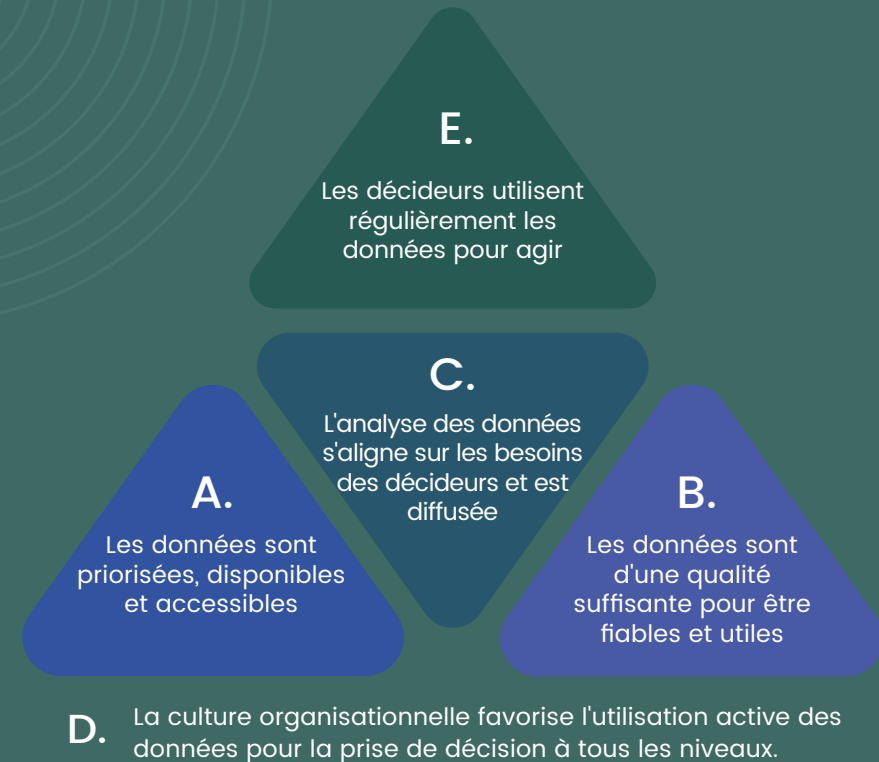 E.
Les décideurs utilisent
régulièrement les
données pour agir
C.
L'analyse des données
s'aligne sur les besoins
des décideurs et est
diffusée
A.
Les données sont
priorisées, disponibles
et accessibles
B.
Les données sont
d'une qualité
suffisante pour être
fiables et utiles
D.
La culture organisationnelle favorise l'utilisation active des
données pour la prise de décision à tous les niveaux.